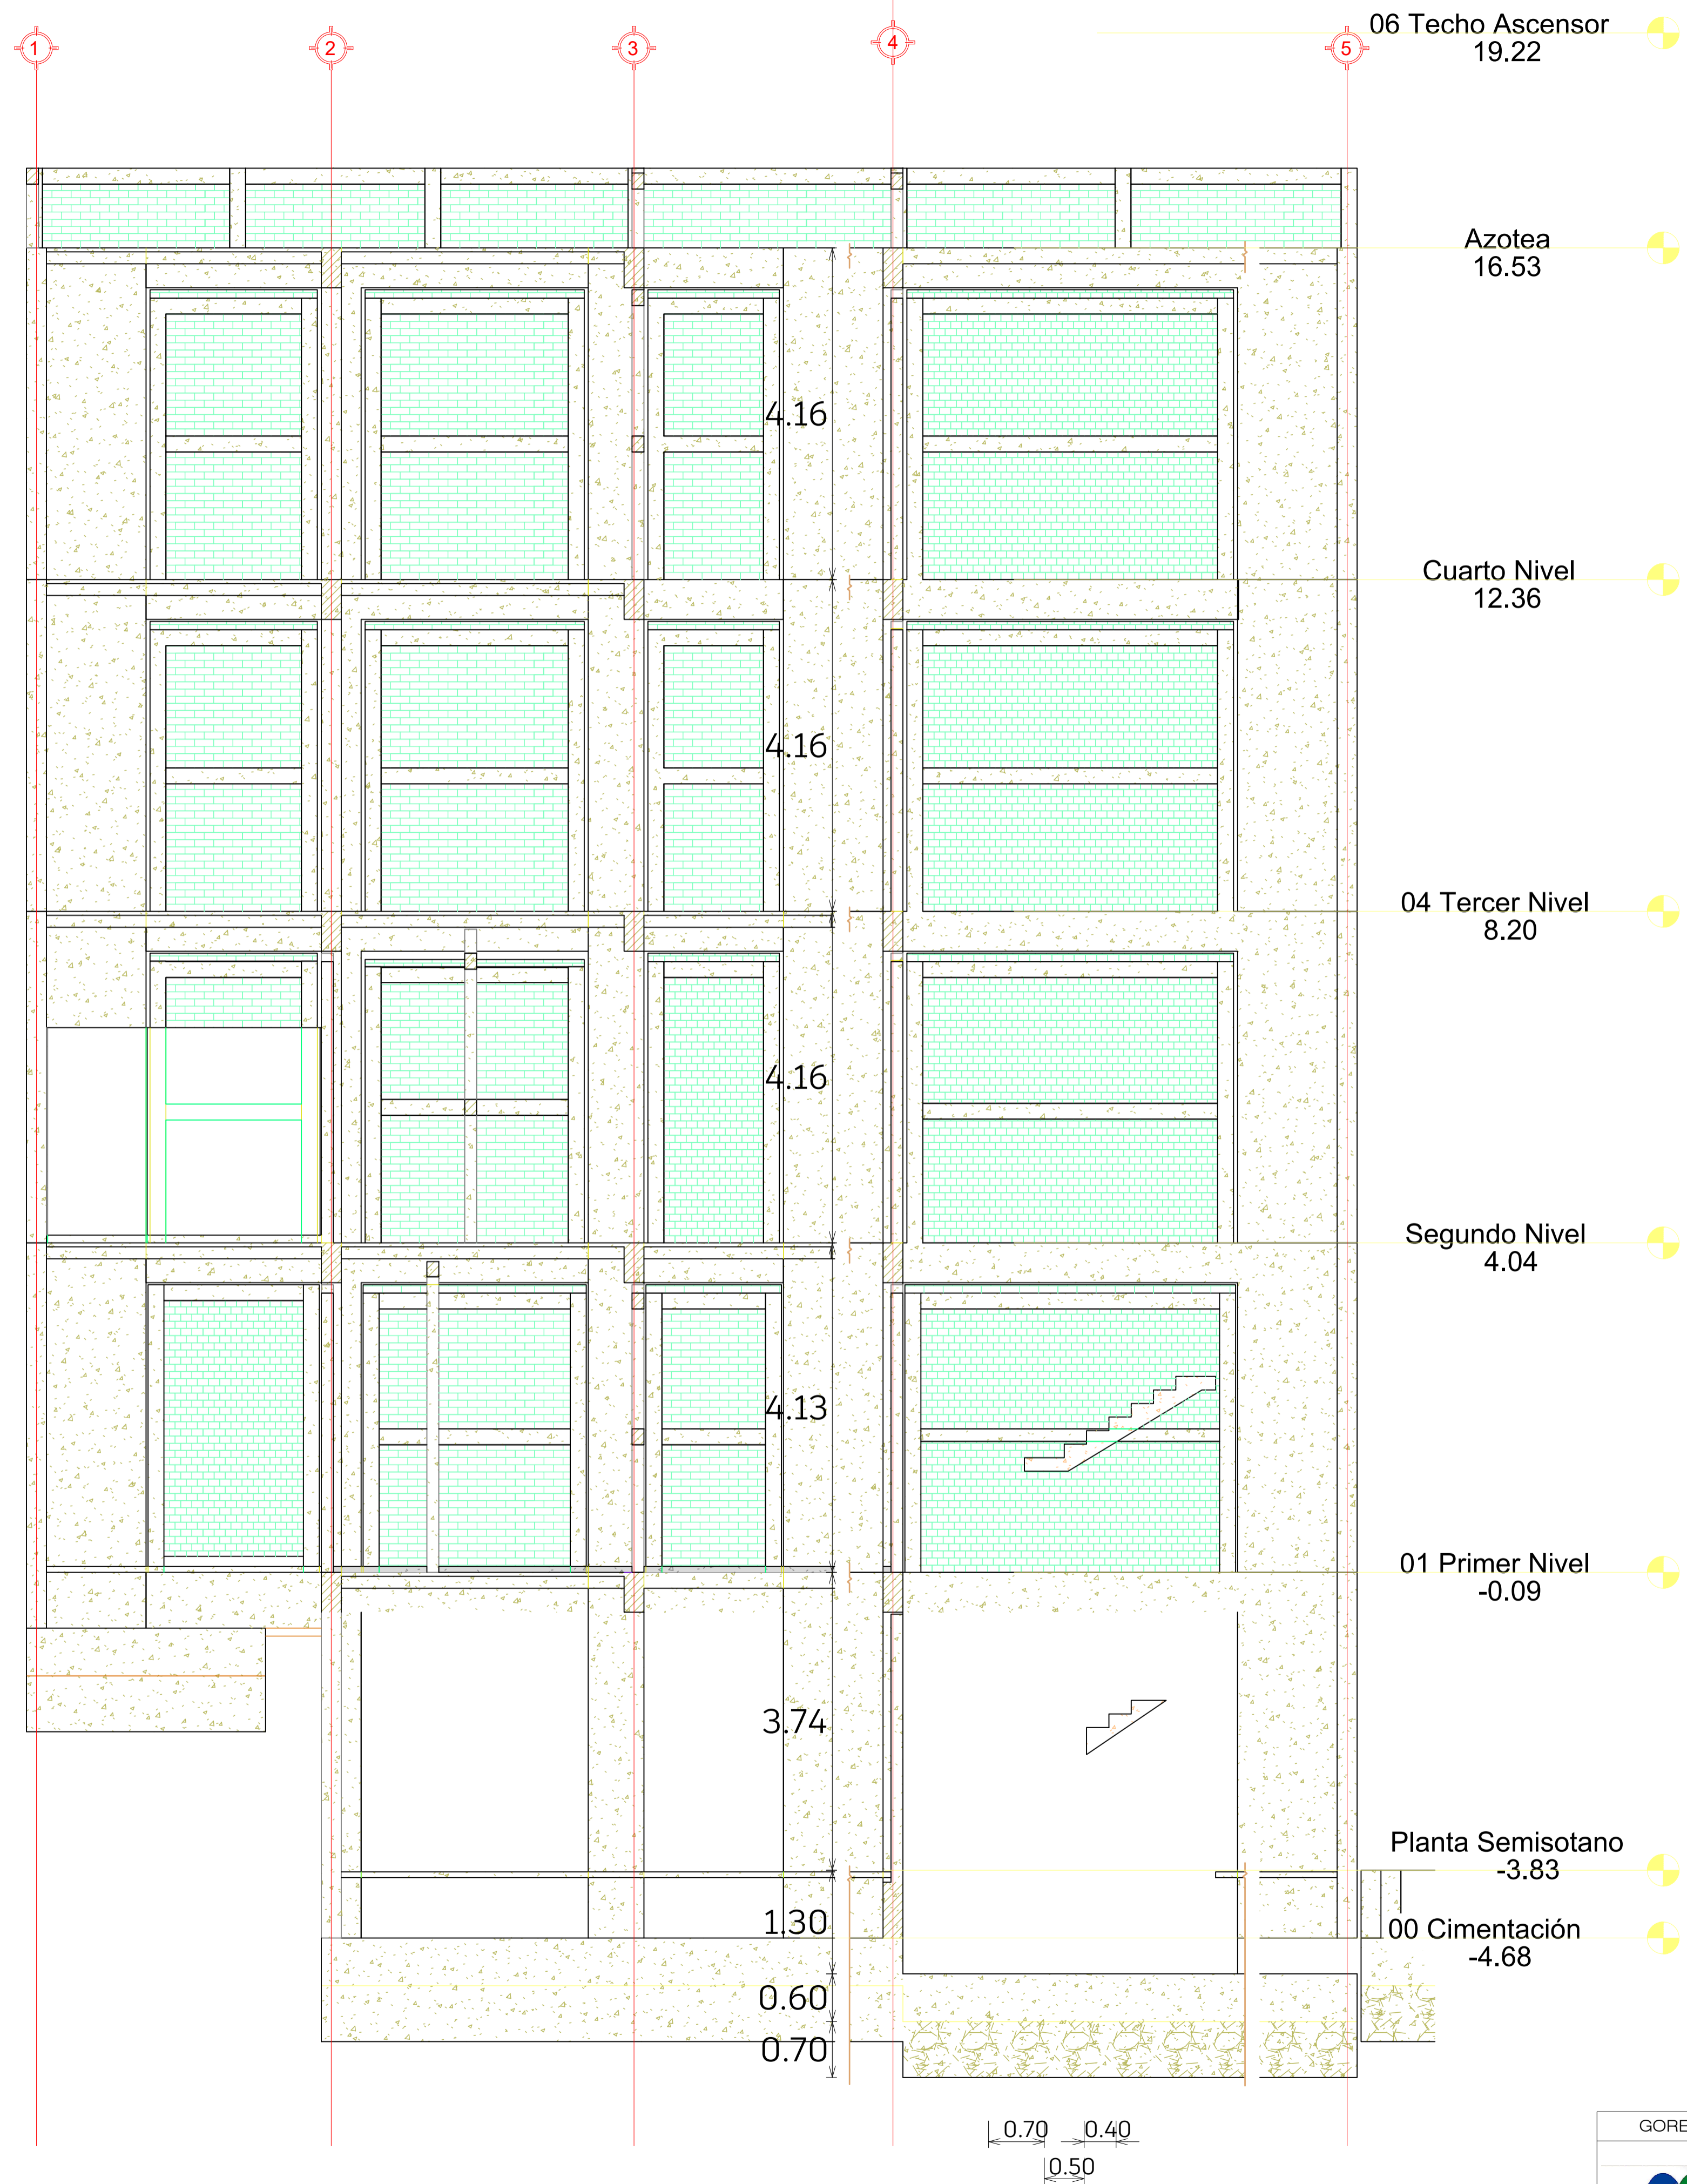 1
2
3
4
5
06 Techo Ascensor
19.22
Azotea
16.53
4.16
Cuarto Nivel
12.36
4.16
04 Tercer Nivel
8.20
4.16
Segundo Nivel
4.04
4.13
01 Primer Nivel
-0.09
3.74
Planta Semisotano
-3.83
1.30
00 Cimentación
-4.68
0.60
0.70
0.70
0.40
0.50
GORE